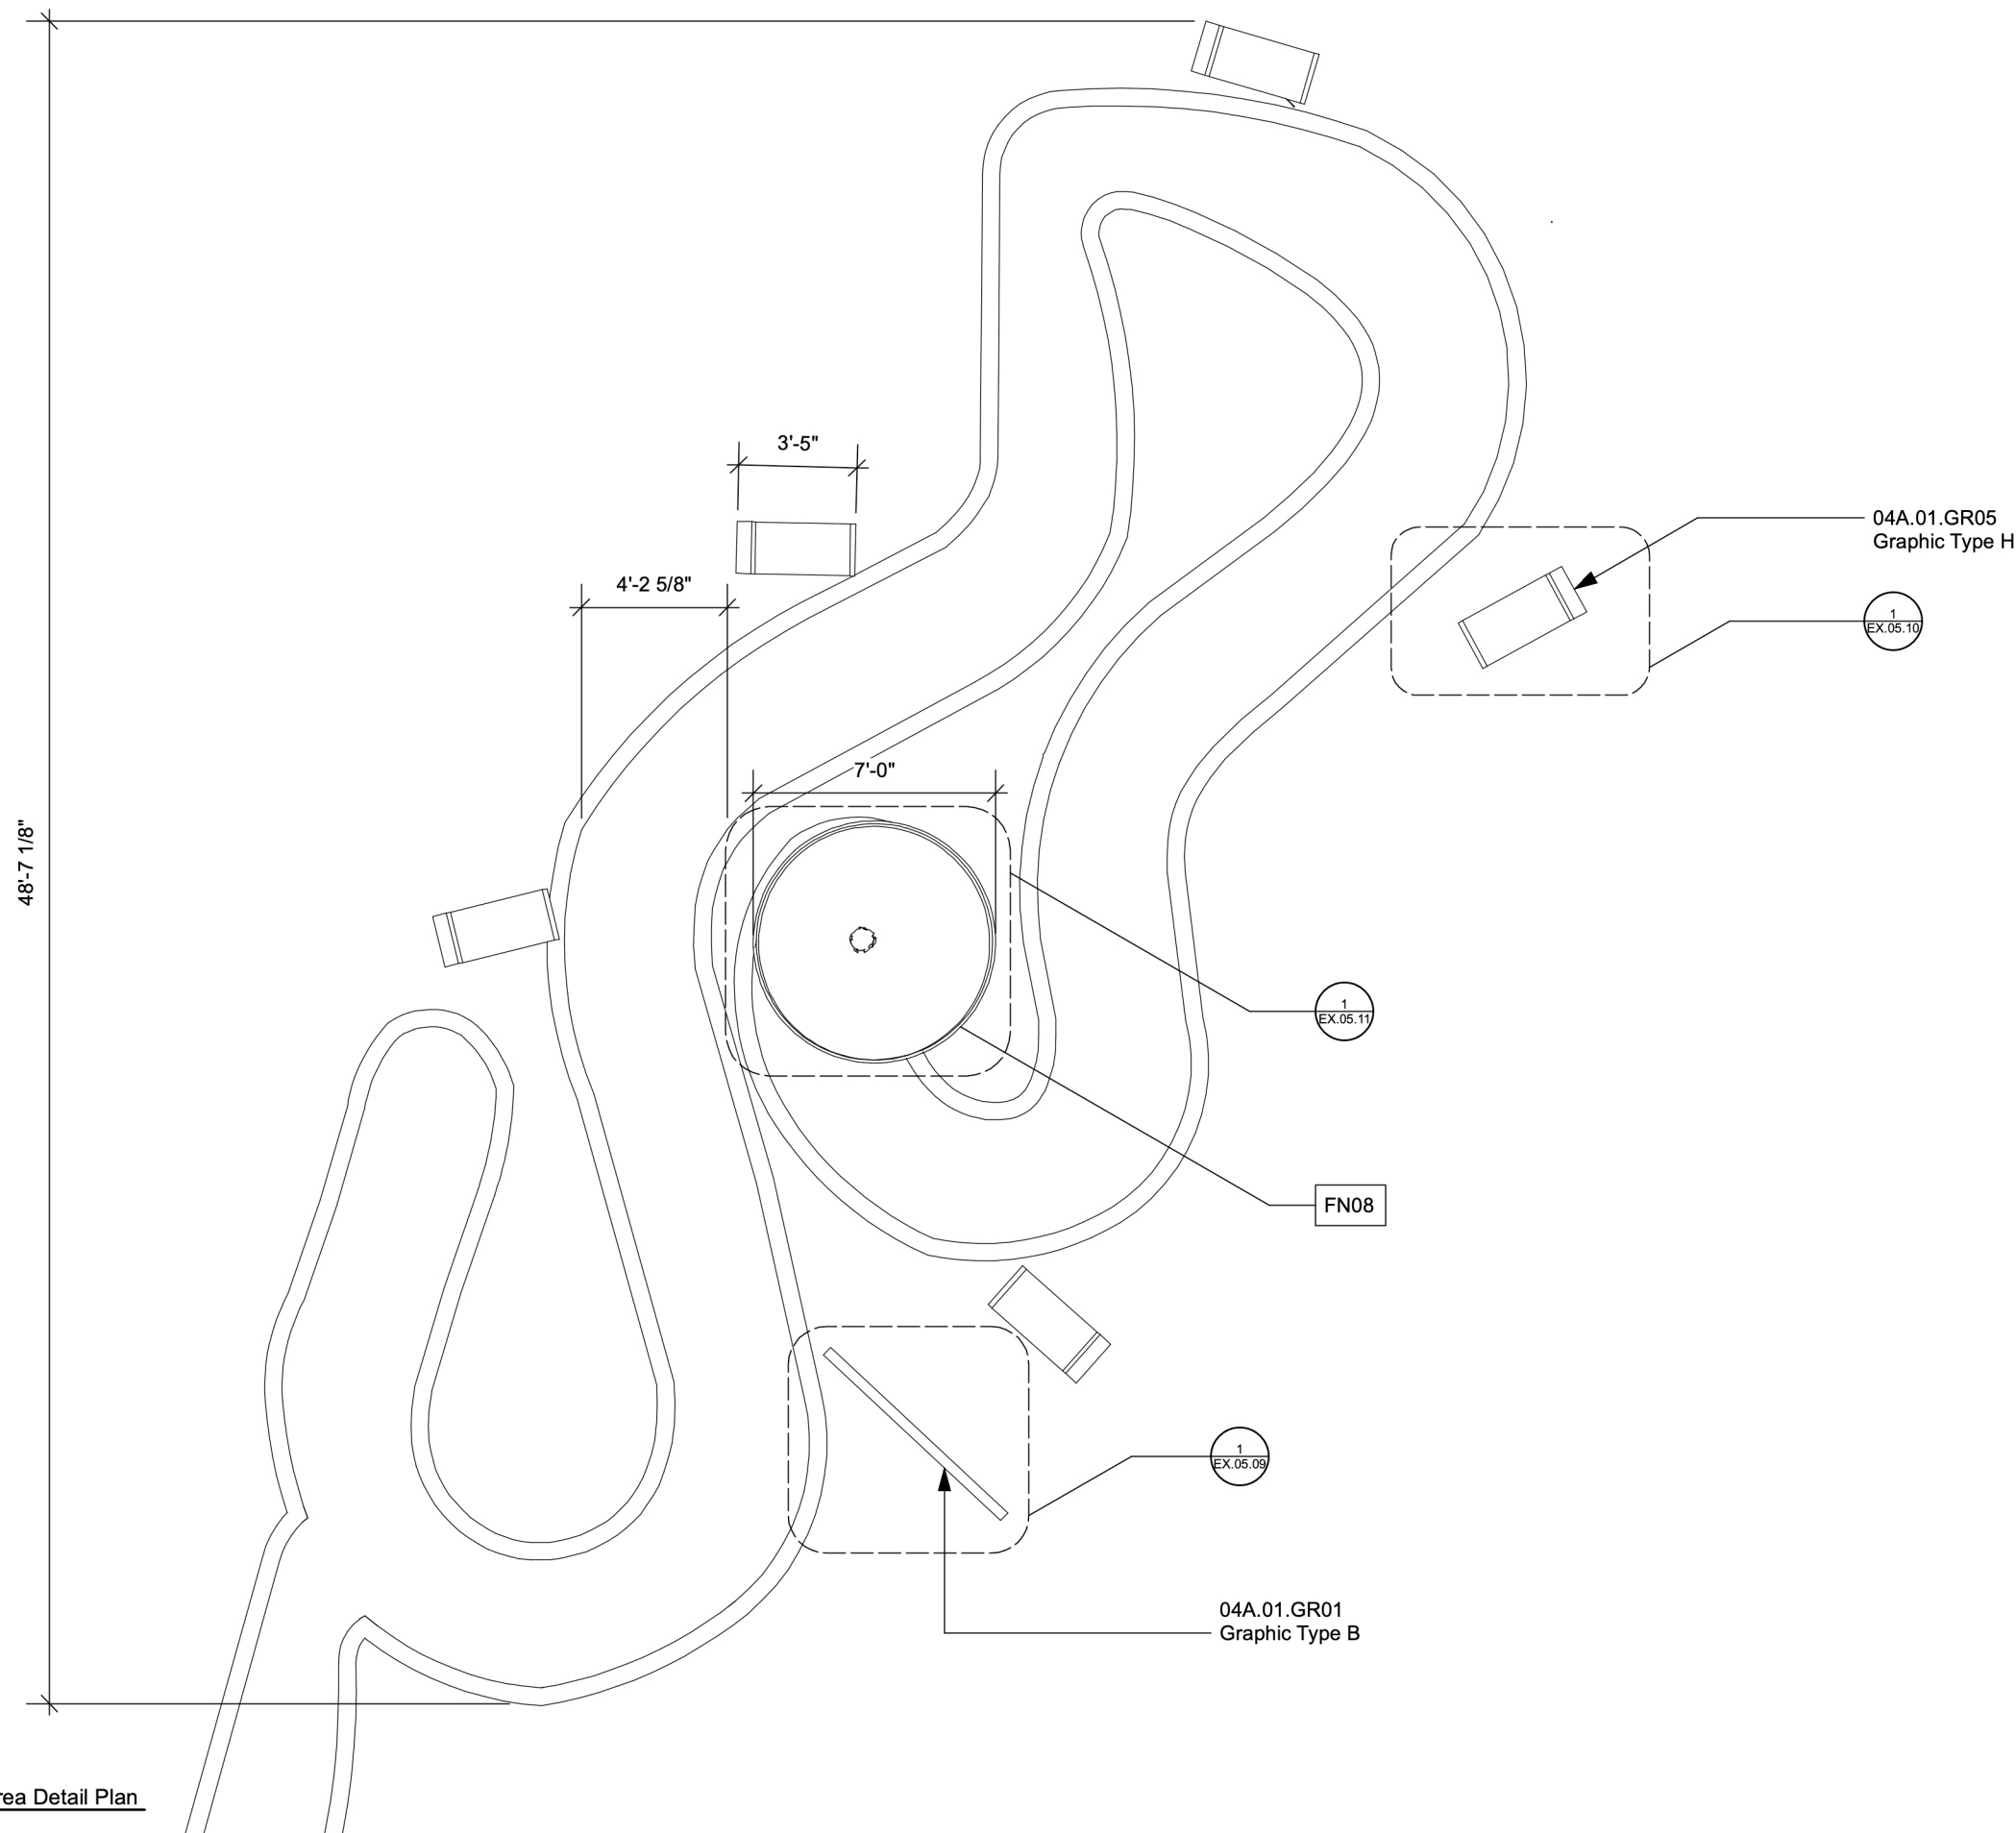 3'-5"
04A.01.GR05
Graphic Type H
4'-2 5/8"
1
EX.05.10
7'-0"
48'-7 1/8"
1
EX.05.11
FN08
1
EX.05.09
04A.01.GR01
Graphic Type B
rea Detail Plan